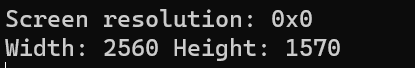 Screen resolution: 0x0
Width: 2560 Height: 1570